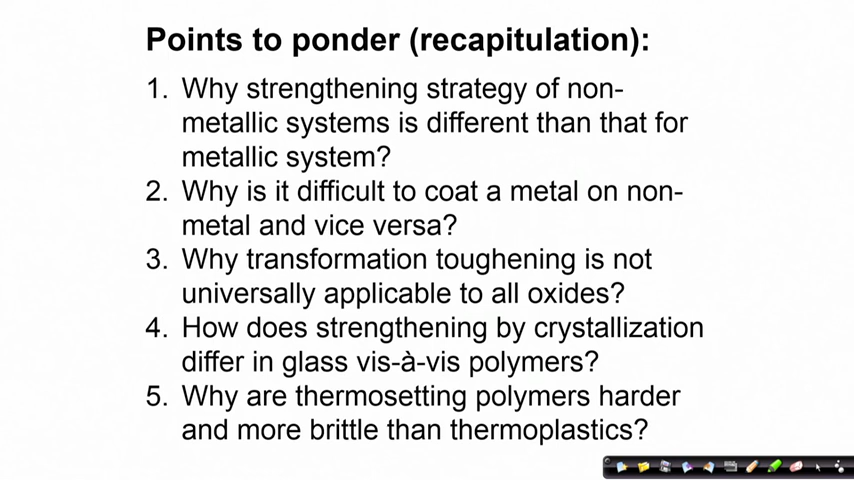 Points to ponder (recapitulation):
1. Why strengthening strategy of non-
metallic systems is different than that for
metallic system?
2. Why is it difficult to coat a metal on non-
metal and vice versa?
3. Why transformation toughening is not
universally applicable to all oxides?
4. How does strengthening by crystallization
differ in glass vis-à-vis polymers?
5. Why are thermosetting polymers harder
and more brittle than thermoplastics?